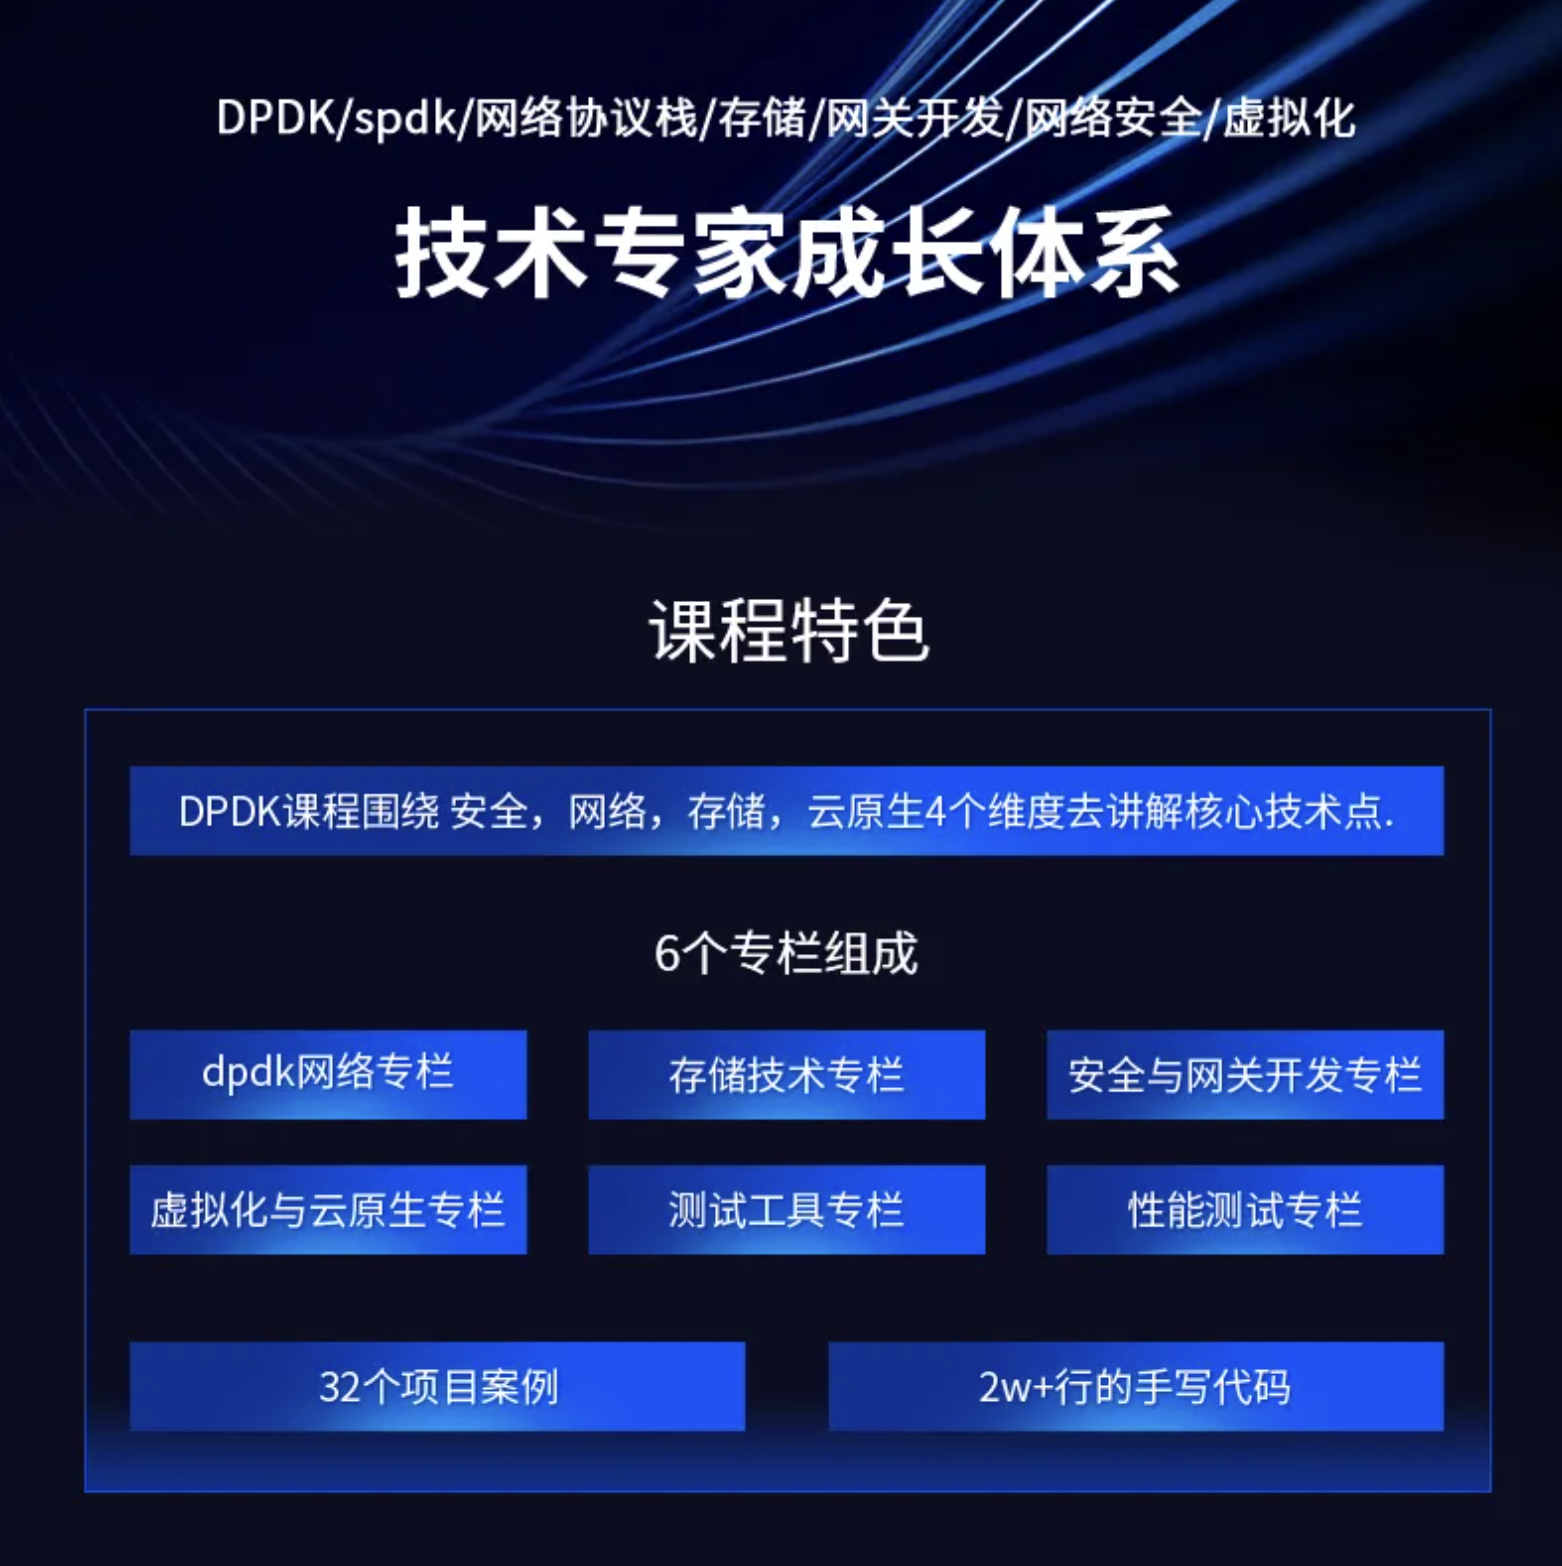 DPDK/spdk/网络协议栈/存储/网关开发/网络安全/虚拟化
技术专家成长体系
课程特色
DPDK课程围绕 安全，网络，存储，云原生4个维度去讲解核心技术点.
6个专栏组成
dpdk网络专栏
存储技术专栏
安全与网关开发专栏
虚拟化与云原生专栏
测试工具专栏
性能测试专栏
32个项目案例
2w+行的手写代码